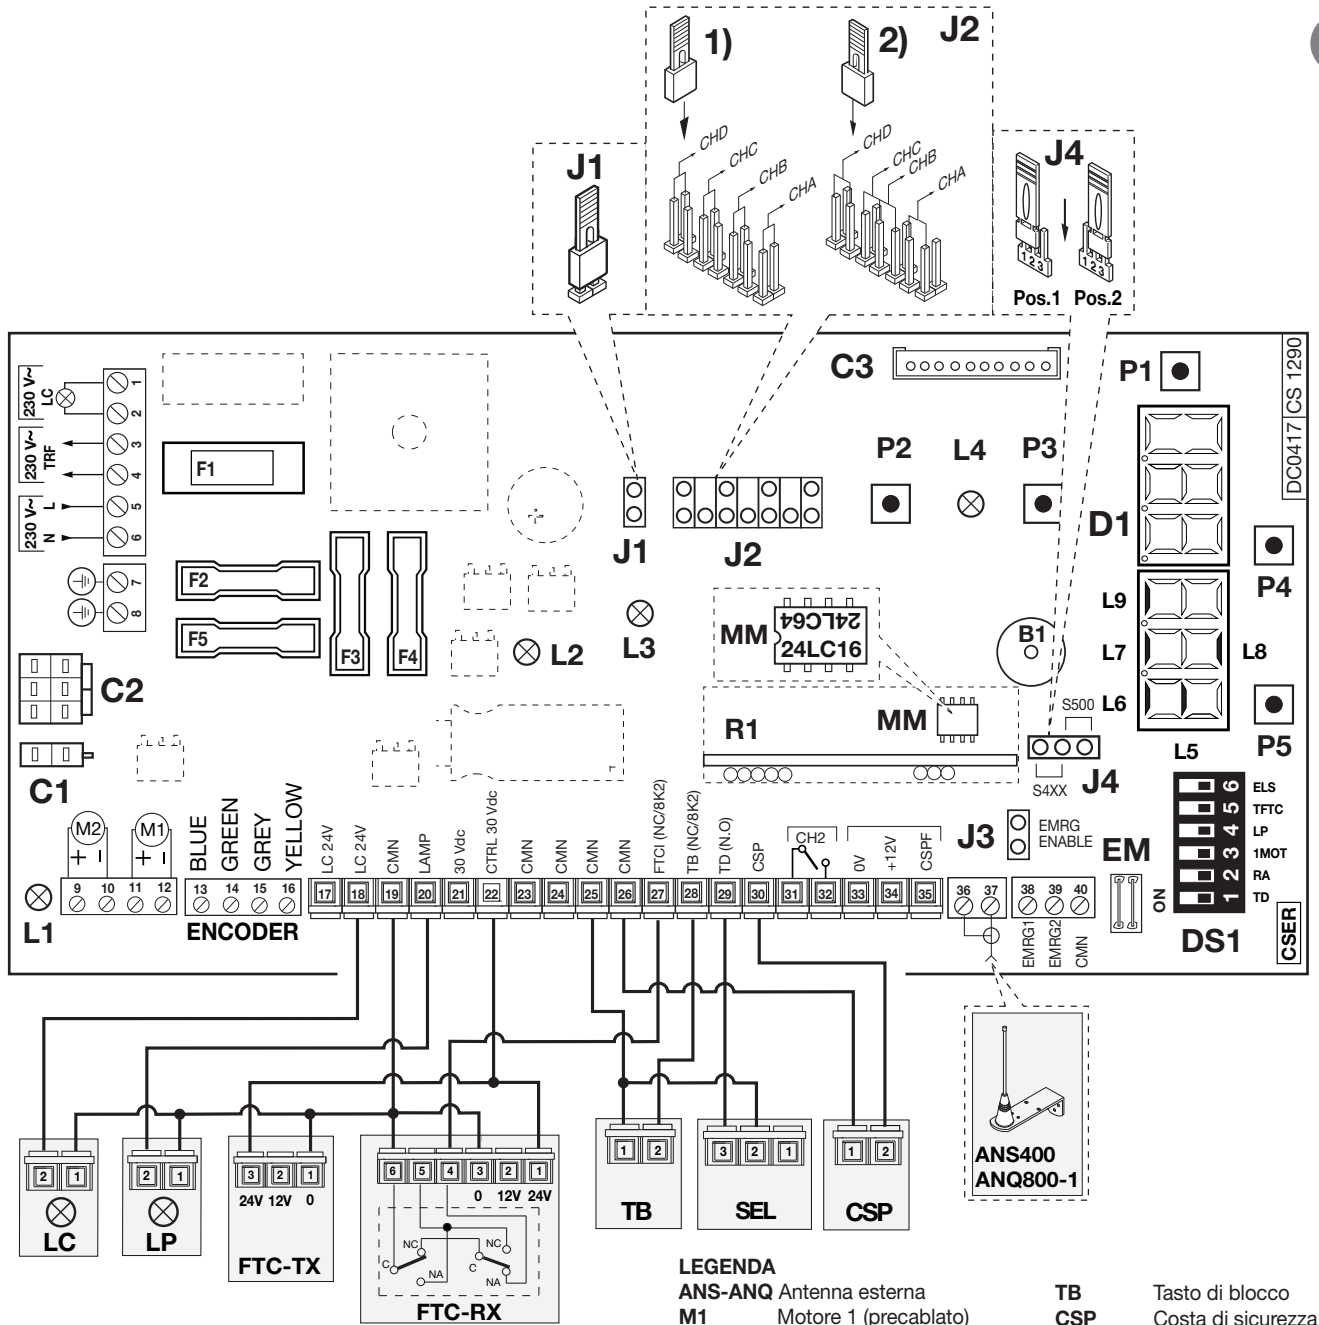 1)
2)
J2
J1
CHD
CHC
CHB
CHA
CHD
CHC
CHB
CHA
J4
1 2 3
1 2 3
Pos.1 Pos.2
230 V~
LC
230 V~
TRF
230 V~
L
N
1
2
3
4
5
6
7
8
F1
F2
F5
F3
F4
C3
P1
DC0417 CS 1290
P2
L4
P3
J1
J2
D1
P4
L2
L3
MM
24LC64
24LC16
B1
L9
L7
L8
L6
R1
MM
S500
S4XX
J4
P5
L5
C2
C1
M2
+ -
M1
+ -
L1
9
10
11
12
BLUE
GREEN
GREY
YELLOW
13
14
15
16
ENCODER
LC 24V
LC 24V
CMN
LAMP
30 Vdc
CTRL 30 Vdc
CMN
CMN
CMN
CMN
FTCI (NC/8K2)
TB (NC/8K2)
TD (N.O)
CSP
CH2
0V
+12V
CSPF
17
18
19
20
21
22
23
24
25
26
27
28
29
30
31
32
33
34
35
J3
EMRG
ENABLE
EM
36
37
38
39
40
EMRG1
EMRG2
CMN
ON
6 ELS
5 TFTC
4 LP
3 1MOT
2 RA
1 TD
DS1
CSER
ANS400
ANQ800-1
2 1
LC
2 1
LP
3 2 1
24V 12V 0
FTC-TX
6 5 4 3 2 1
0 12V 24V
NC
C
NA
NC
C
NA
FTC-RX
1 2
TB
3 2 1
SEL
1 2
CSP
LEGENDA
ANS-ANQ Antenna esterna
M1 Motore 1 (precablato)
TB Tasto di blocco
CSP Costa di sicurezza